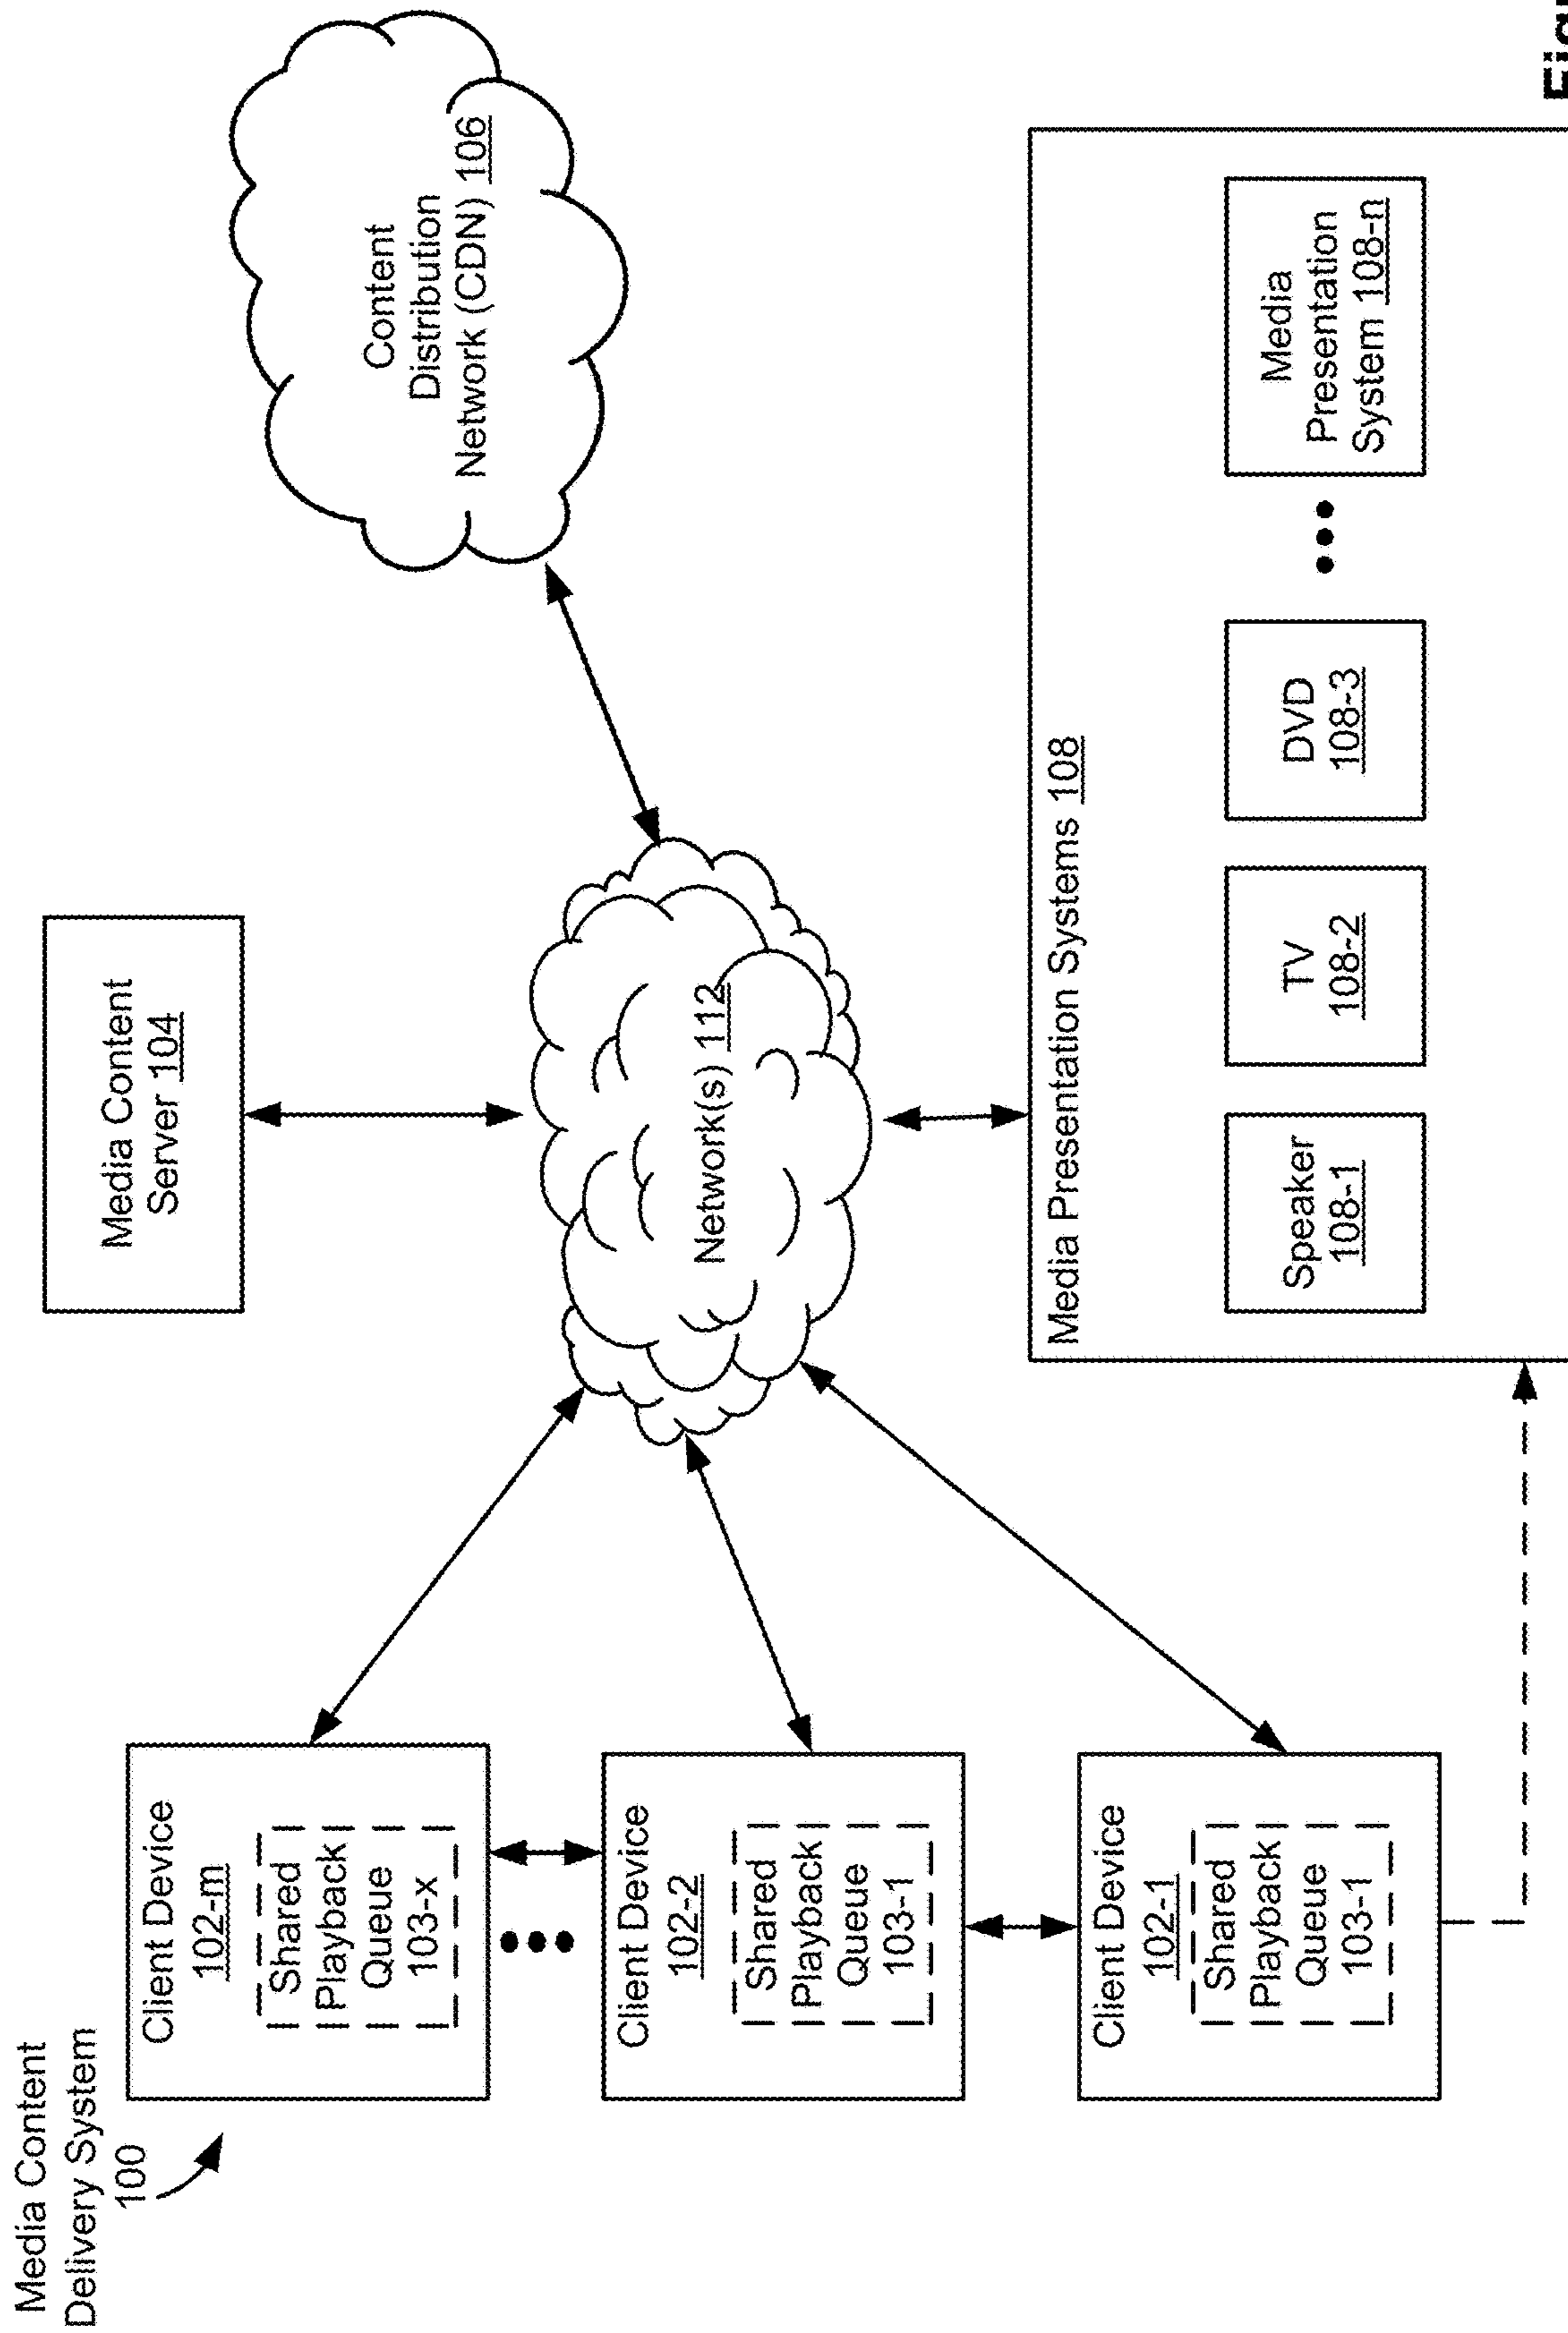 Media Content
Delivery System
100
Media Content
Server 104
Content
Distribution
Network (CDN) 106
Client Device
102-m
Shared
Playback
Queue
103-x
Client Device
102-2
Shared
Playback
Queue
103-1
Client Device
102-1
Shared
Playback
Queue
103-1
Network(s) 112
Media Presentation Systems 108
Speaker
108-1
TV
108-2
DVD
108-3
Media
Presentation
System 108-n